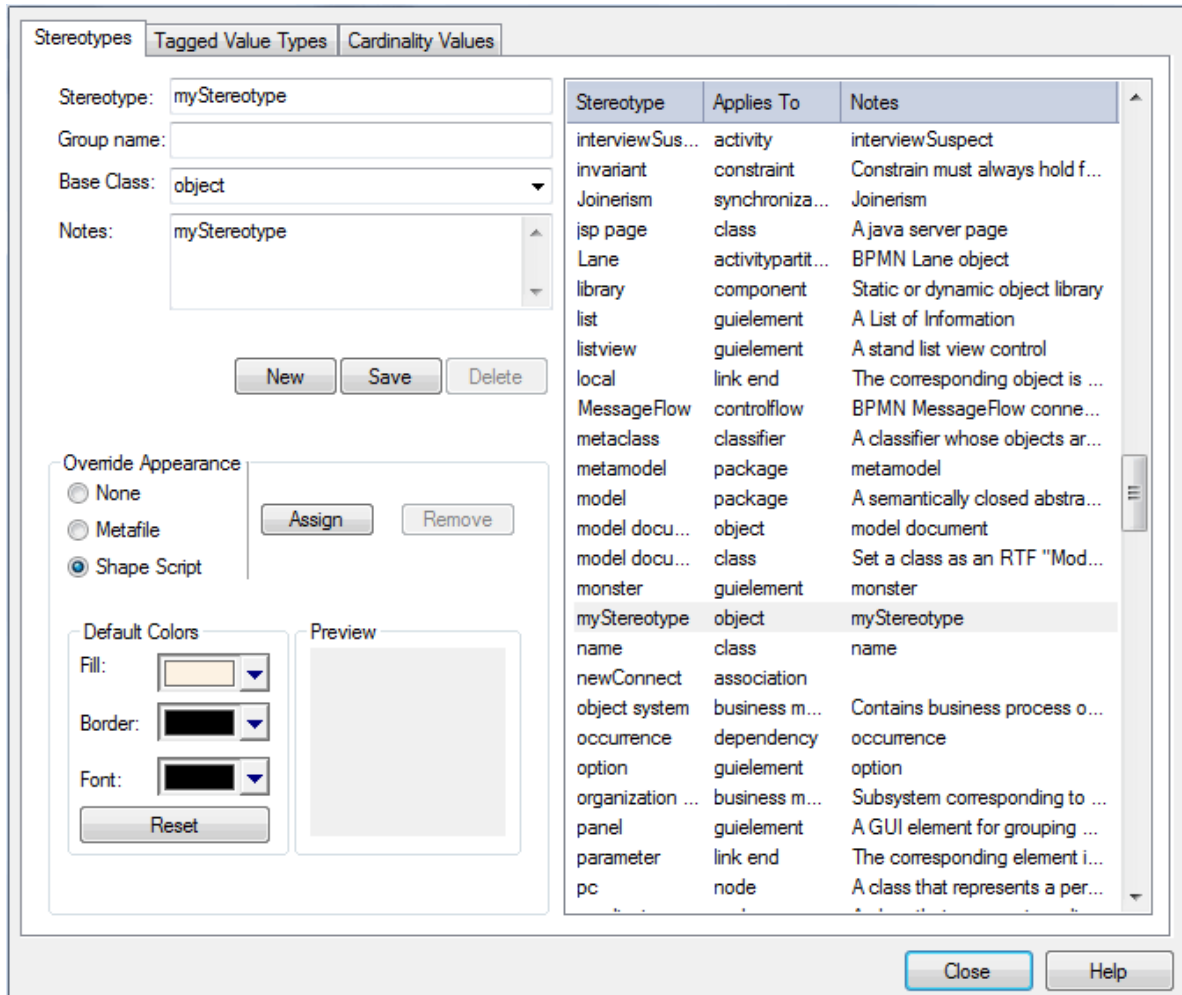 Stereotypes Tagged Value Types Cardinality Values
Stereotype: myStereotype
Group name:
Base Class: object
Notes: myStereotype
New Save Delete
Override Appearance
None
Metafile
Shape Script
Assign Remove
Default Colors
Fill:
Border:
Font:
Reset
Preview
Stereotype Applies To Notes
interviewSus... activity interviewSuspect
invariant constraint Constrain must always hold f...
Joinerism synchroniza... Joinerism
jsp page class A java server page
Lane activitypartit... BPMN Lane object
library component Static or dynamic object library
list guielement A List of Information
listview guielement A stand list view control
local link end The corresponding object is ...
MessageFlow controlflow BPMN MessageFlow conne...
metaclass classifier A classifier whose objects ar...
metamodel package metamodel
model package A semantically closed abstra...
model docu... object model document
model docu... class Set a class as an RTF "Mod...
monster guielement monster
myStereotype object myStereotype
name class name
newConnect association
object system business m... Contains business process o...
occurrence dependency occurrence
option guielement option
organization ... business m... Subsystem corresponding to ...
panel guielement A GUI element for grouping ...
parameter link end The corresponding element i...
pc node A class that represents a per...
Close Help